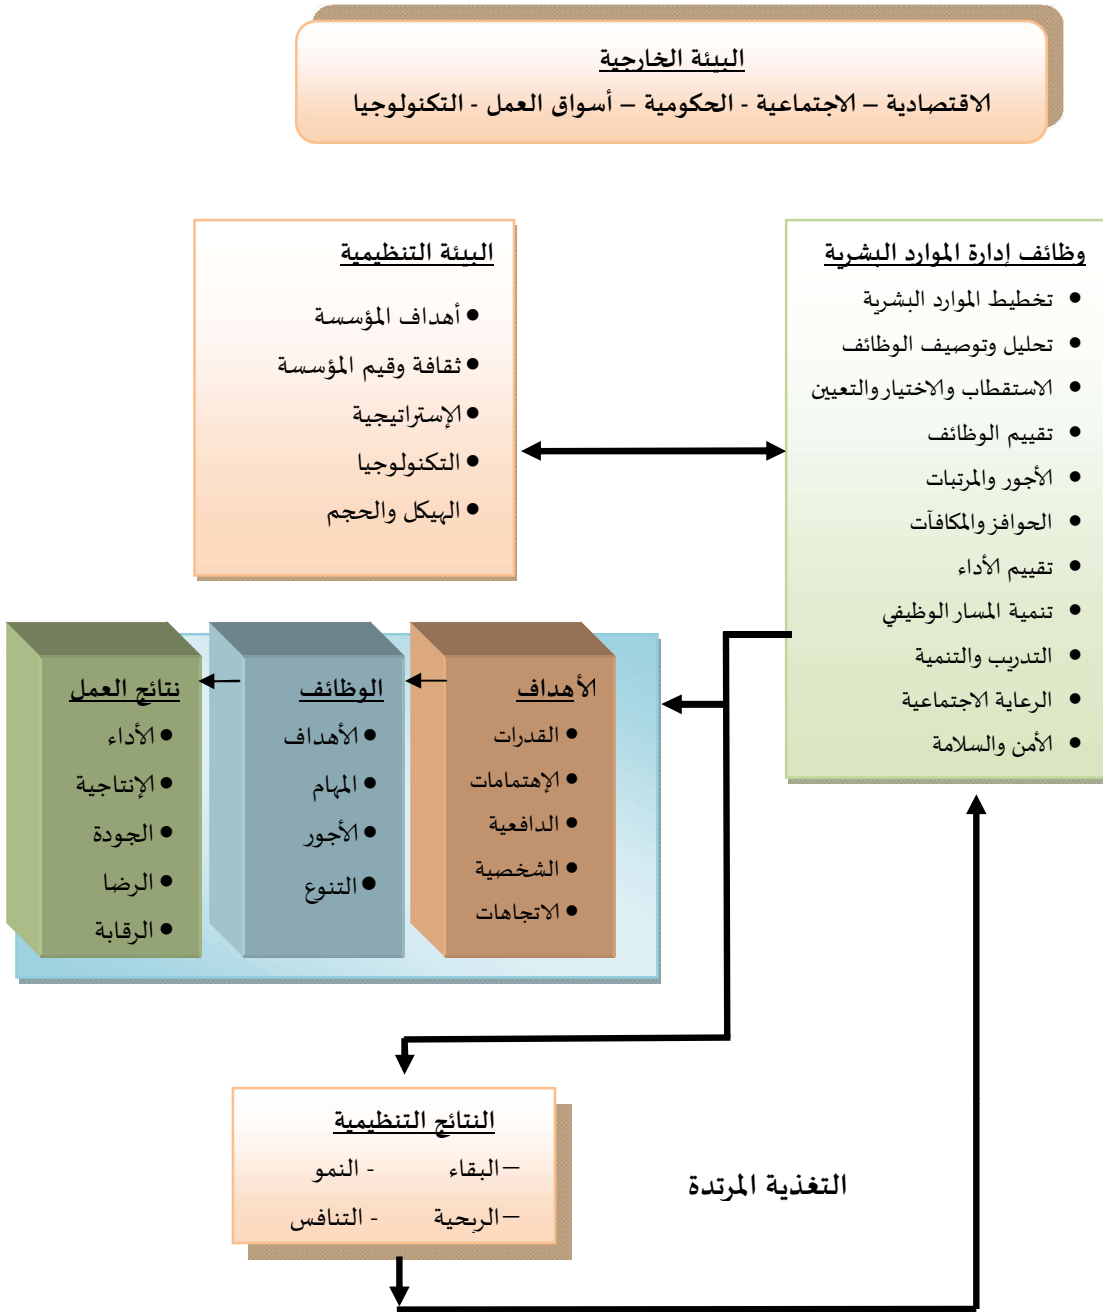 البيئة الخارجية
الاقتصادية – الاجتماعية - الحكومية – أسواق العمل - التكنولوجيا
وظائف إدارة الموارد البشرية
• تخطيط الموارد البشرية
• تحليل وتوصيف الوظائف
• الاستقطاب والاختيار والتعيين
• تقييم الوظائف
• الأجور والمرتبات
• الحوافز والمكافآت
• تقييم الأداء
• تنمية المسار الوظيفي
• التدريب والتنمية
• الرعاية الاجتماعية
• الأمن والسلامة
البيئة التنظيمية
• أهداف المؤسسة
• ثقافة وقيم المؤسسة
• الإستراتيجية
• التكنولوجيا
• الهيكل والحجم
الأهداف
• القدرات
• الإهتمامات
• الدافعية
• الشخصية
• الاتجاهات
الوظائف
• الأهداف
• المهام
• الأجور
• التنوع
نتائج العمل
• الأداء
• الإنتاجية
• الجودة
• الرضا
• الرقابة
النتائج التنظيمية
– البقاء - النمو
– الربحية - التنافس
التغذية المرتدة